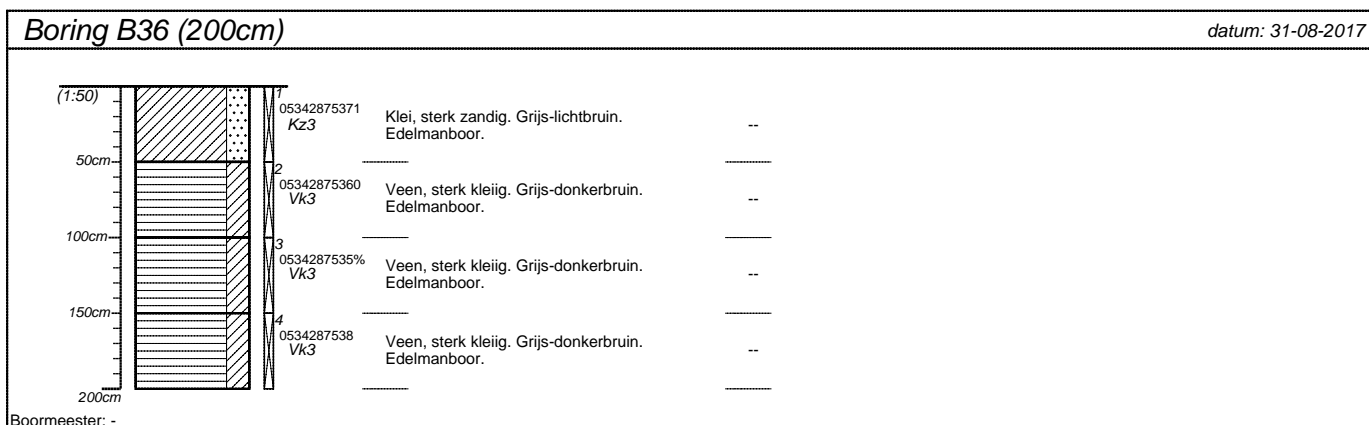 Boring B36 (200cm)
datum: 31-08-2017
(1:50)
1
05342875371
Kz3
Klei, sterk zandig. Grijs-lichtbruin.
Edelmanboor.
--
50cm
2
05342875360
Vk3
Veen, sterk kleiig. Grijs-donkerbruin.
Edelmanboor.
--
100cm
3
0534287535%
Vk3
Veen, sterk kleiig. Grijs-donkerbruin.
Edelmanboor.
--
150cm
4
0534287538
Vk3
Veen, sterk kleiig. Grijs-donkerbruin.
Edelmanboor.
--
200cm
Boormeester: -